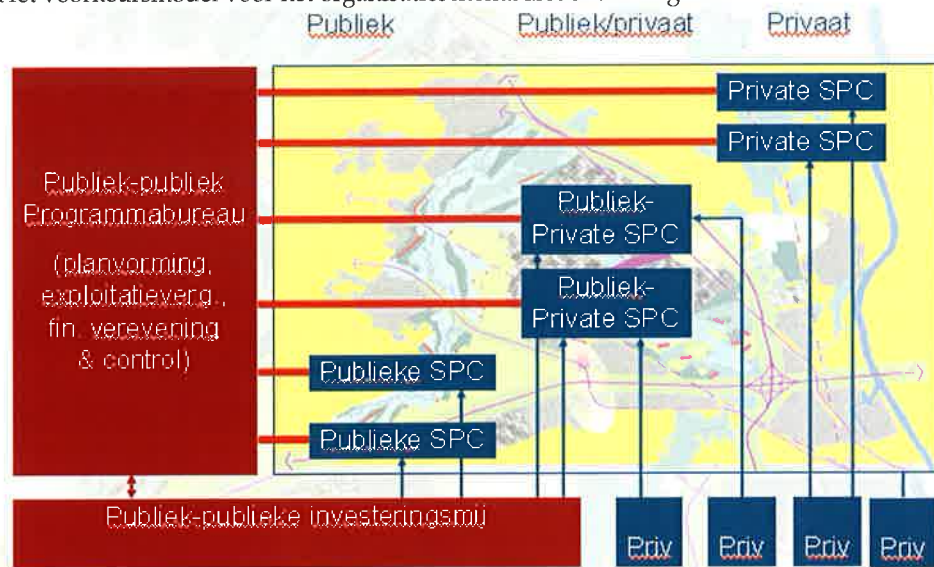 Publiek Publiek/privaat Privaat
Private SPC
Private SPC
Publiek-publiek
Programmabureau
(planvorming,
exploitatieverg.,
fin. verevening
& control)
Publiek-
Private SPC
Publiek-
Private SPC
Publieke SPC
Publieke SPC
Publiek-publieke investeringsmij
Priv Priv Priv Priv